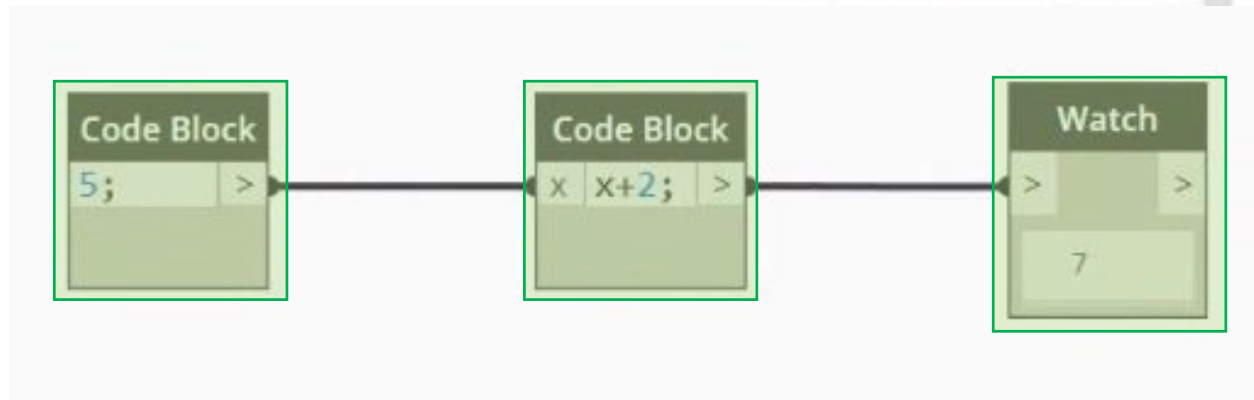 Code Block
5; >
Code Block
x x+2; >
Watch
> >
7